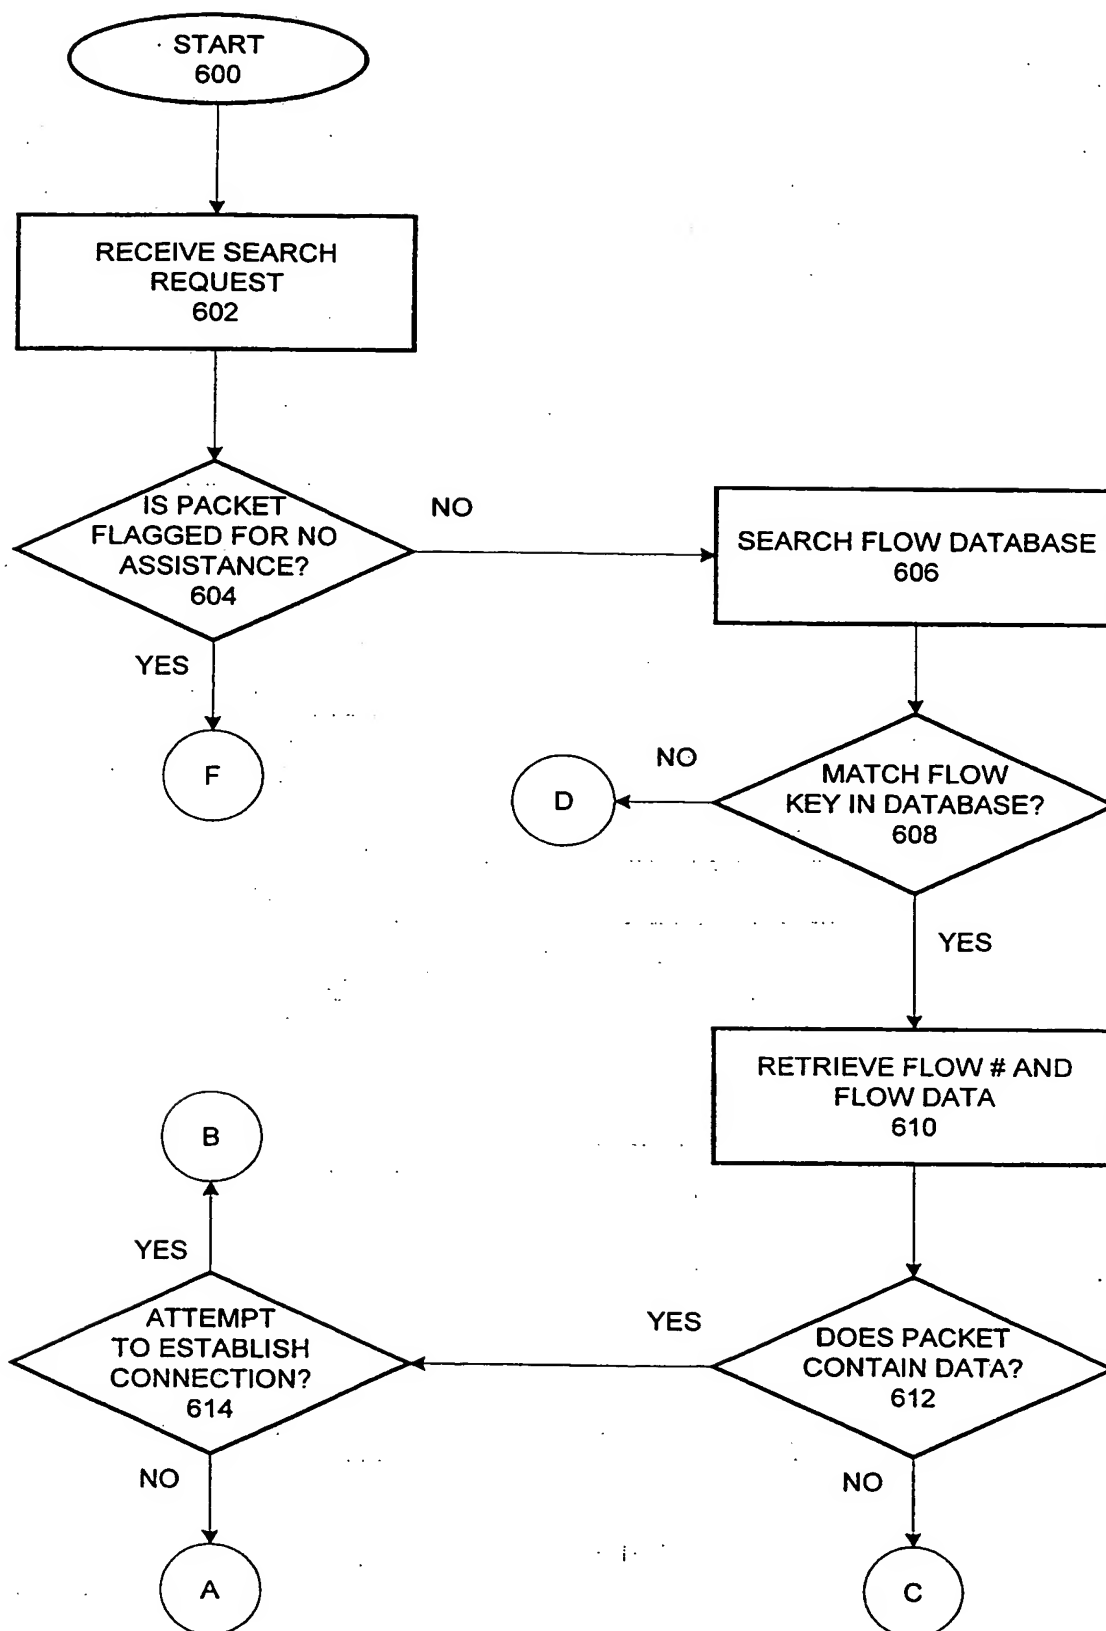 START
600
RECEIVE SEARCH
REQUEST
602
IS PACKET
FLAGGED FOR NO
ASSISTANCE?
604
NO
SEARCH FLOW DATABASE
606
YES
F
NO
D
MATCH FLOW
KEY IN DATABASE?
608
YES
RETRIEVE FLOW # AND
FLOW DATA
610
B
YES
ATTEMPT
TO ESTABLISH
CONNECTION?
614
YES
DOES PACKET
CONTAIN DATA?
612
NO
A
NO
C